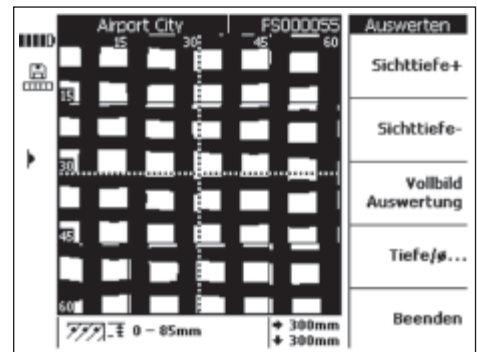 Airport City FS000055 Auswerten
15 30 45 60
Sichttiefe+
15
Sichttiefe-
30
Vollbild
Auswertung
45
Tiefe/ø...
60
Beenden
0 - 85mm
300mm
300mm